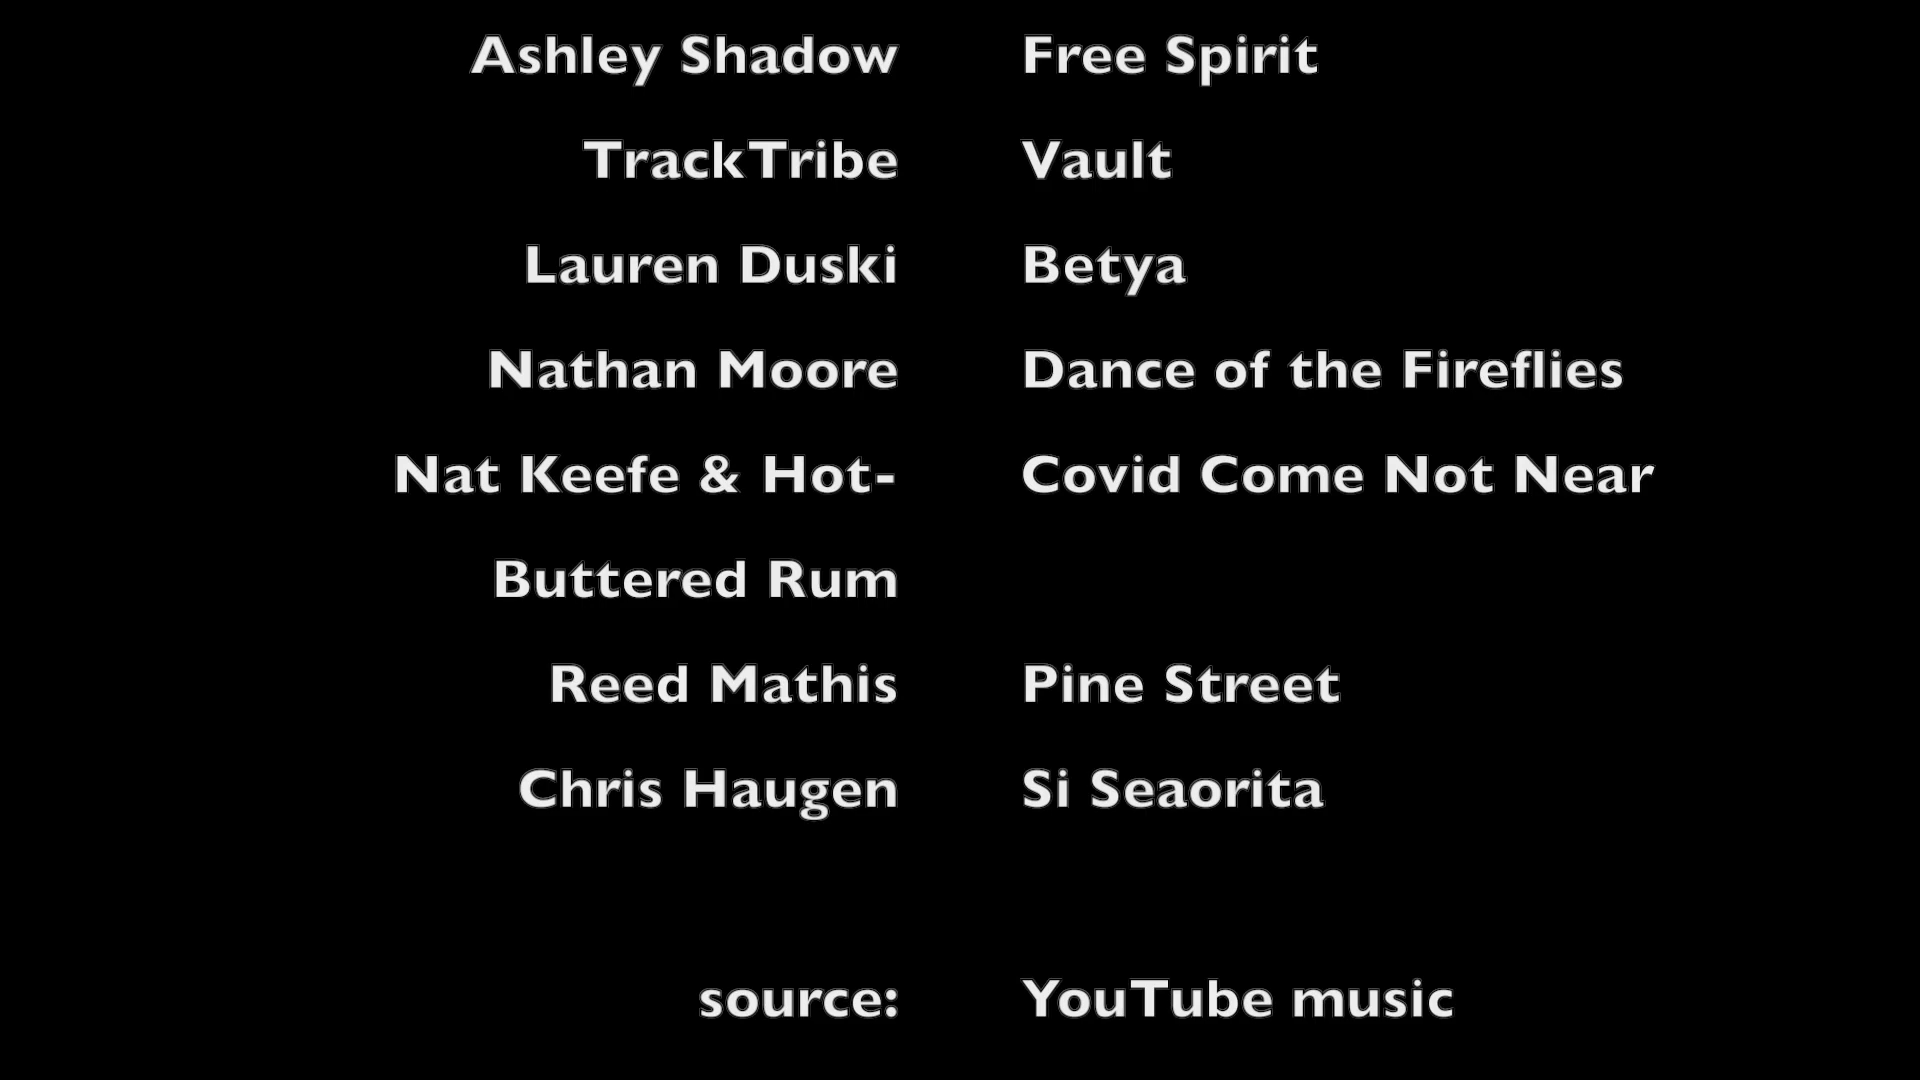 Ashley Shadow Free Spirit
TrackTribe Vault
Lauren Duski Betya
Nathan Moore Dance of the Fireflies
Nat Keefe & Hot- Covid Come Not Near
Buttered Rum
Reed Mathis Pine Street
Chris Haugen Si Seaorita
source: YouTube music